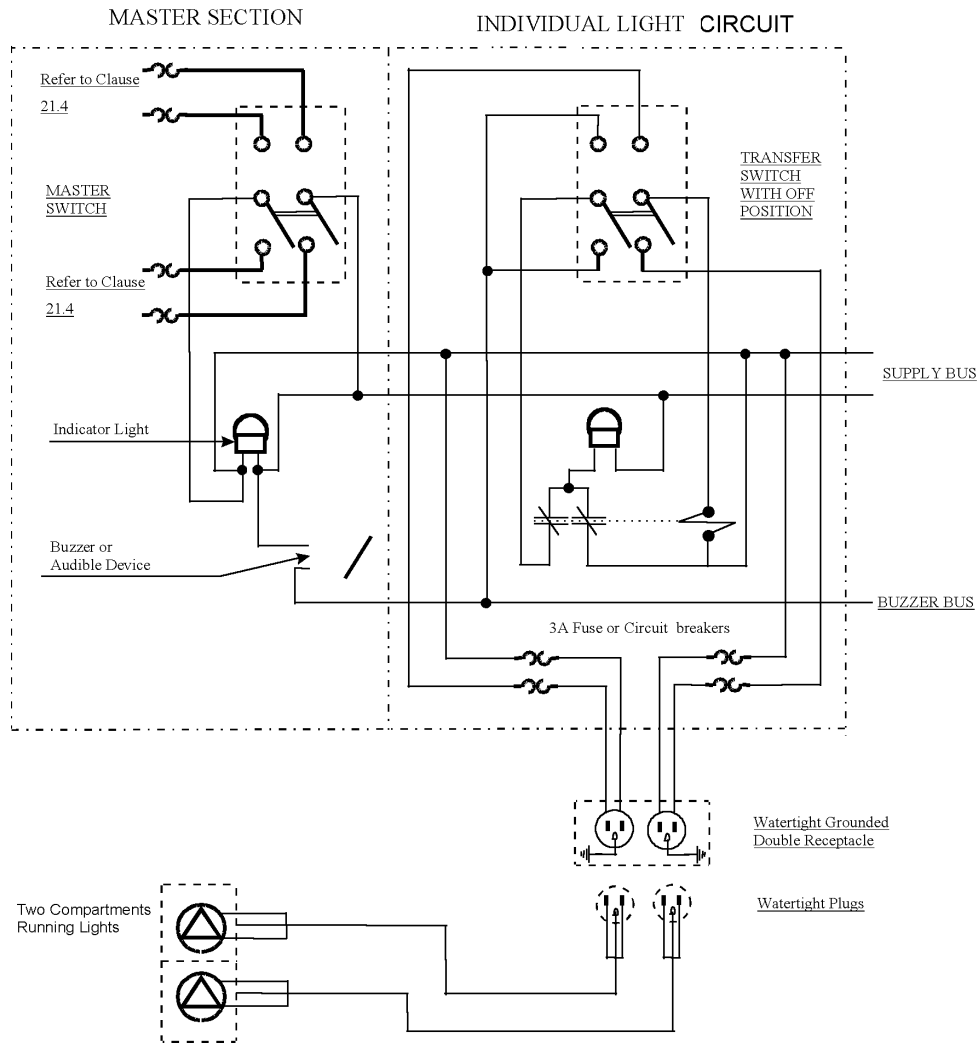 MASTER SECTION
INDIVIDUAL LIGHT CIRCUIT
Refer to Clause
21.4
MASTER
SWITCH
TRANSFER
SWITCH
WITH OFF
POSITION
Refer to Clause
21.4
SUPPLY BUS
Indicator Light
Buzzer or
Audible Device
BUZZER BUS
3A Fuse or Circuit breakers
Watertight Grounded
Double Receptacle
Two Compartments
Running Lights
Watertight Plugs